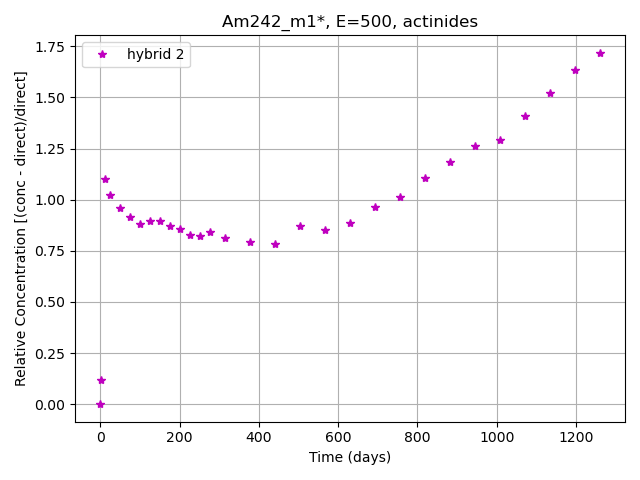 Am242_m1*, E=500, actinides
hybrid 2
Relative Concentration [(conc - direct)/direct]
1.75
1.50
1.25
1.00
0.75
0.50
0.25
0.00
0 200 400 600 800 1000 1200
Time (days)